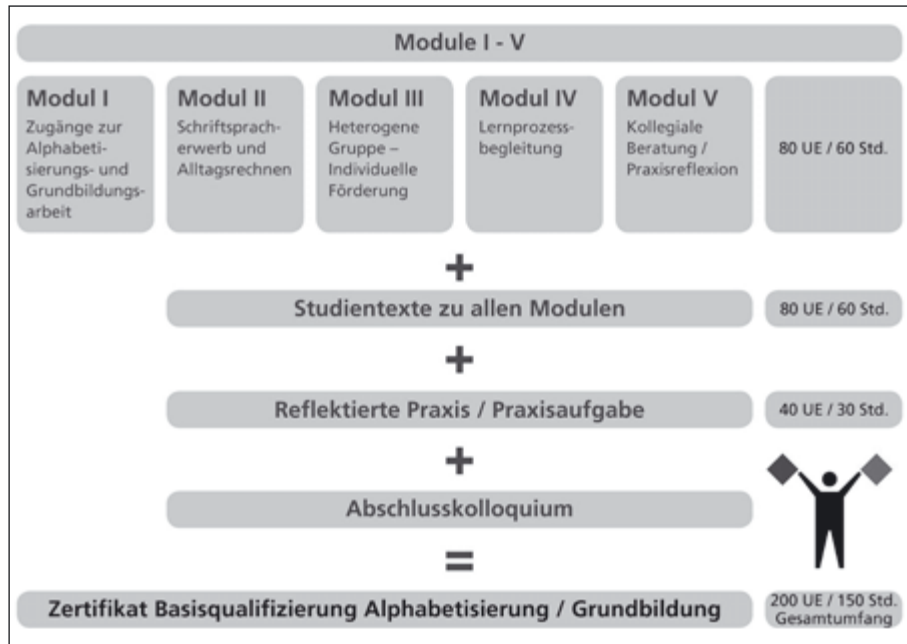 Module I - V
Modul I
Zugänge zur
Alphabeti-
sierungs- und
Grundbildungs-
arbeit
Modul II
Schriftsprach-
erwerb und
Alltagsrechnen
Modul III
Heterogene
Gruppe –
Individuelle
Förderung
Modul IV
Lernprozess-
begleitung
Modul V
Kollegiale
Beratung /
Praxisreflexion
80 UE / 60 Std.
+
Studientexte zu allen Modulen
80 UE / 60 Std.
+
Reflektierte Praxis / Praxisaufgabe
40 UE / 30 Std.
+
Abschlusskolloquium
=
Zertifikat Basisqualifizierung Alphabetisierung / Grundbildung
200 UE / 150 Std.
Gesamtumfang